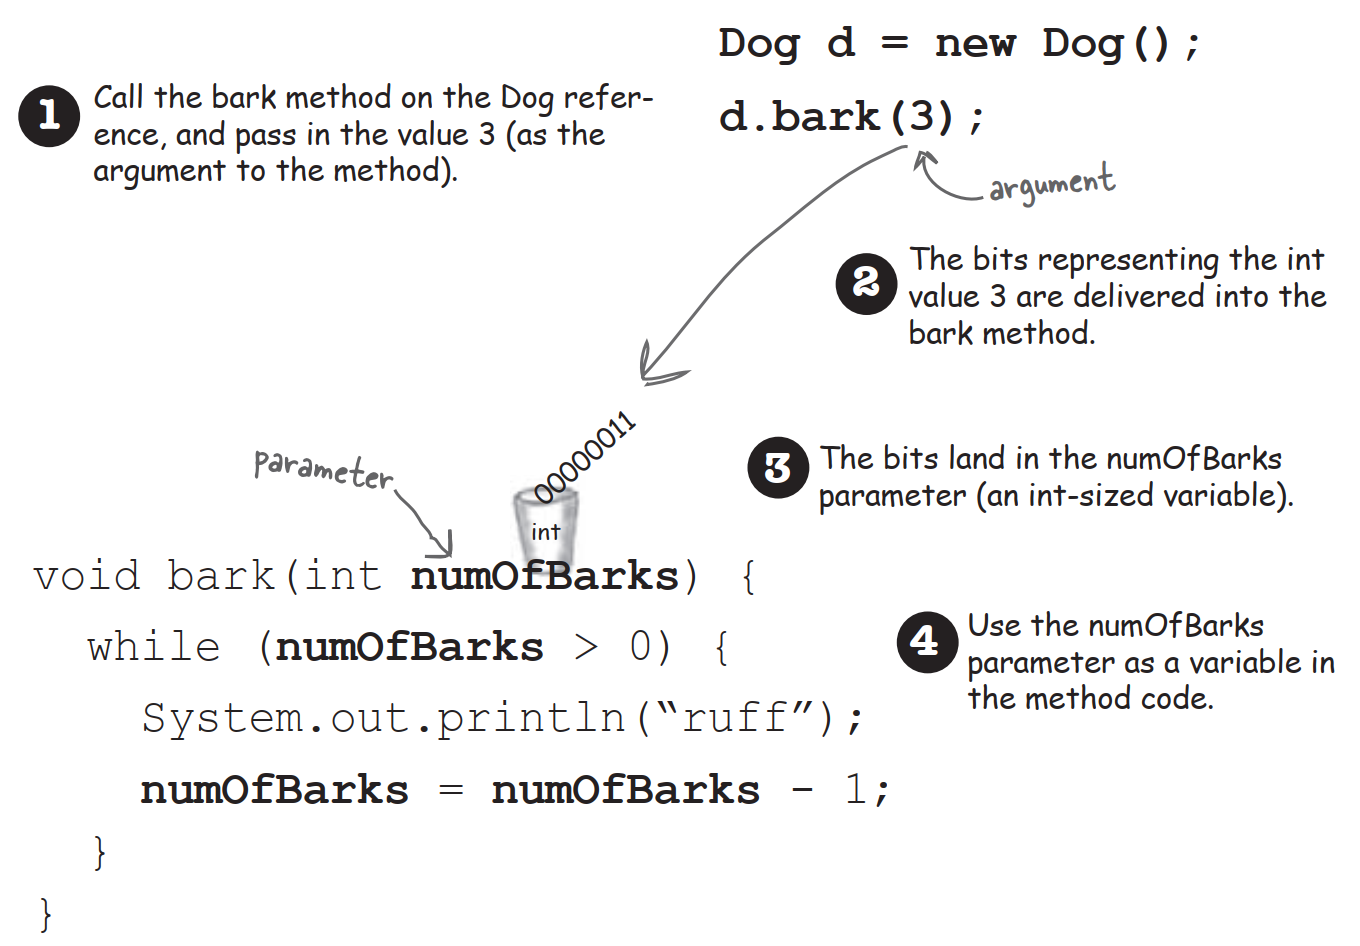 Dog d = new Dog();
d.bark(3);
1
Call the bark method on the Dog refer-
ence, and pass in the value 3 (as the
argument to the method).
argument
2
The bits representing the int
value 3 are delivered into the
bark method.
00000011
int
parameter
3
The bits land in the numOfBarks
parameter (an int-sized variable).
void bark(int numOfBarks) {
while (numOfBarks > 0) {
System.out.println(“ruff”);
numOfBarks = numOfBarks - 1;
}
}
4
Use the numOfBarks
parameter as a variable in
the method code.